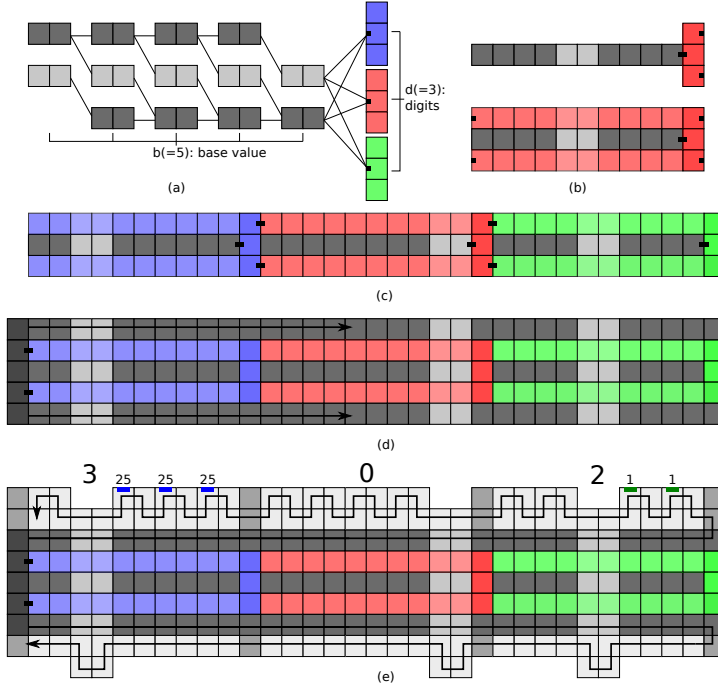 d(=3):
digits
b(=5): base value
(a)
(b)
(c)
(d)
3
0
2
25
25
25
1
1
(e)